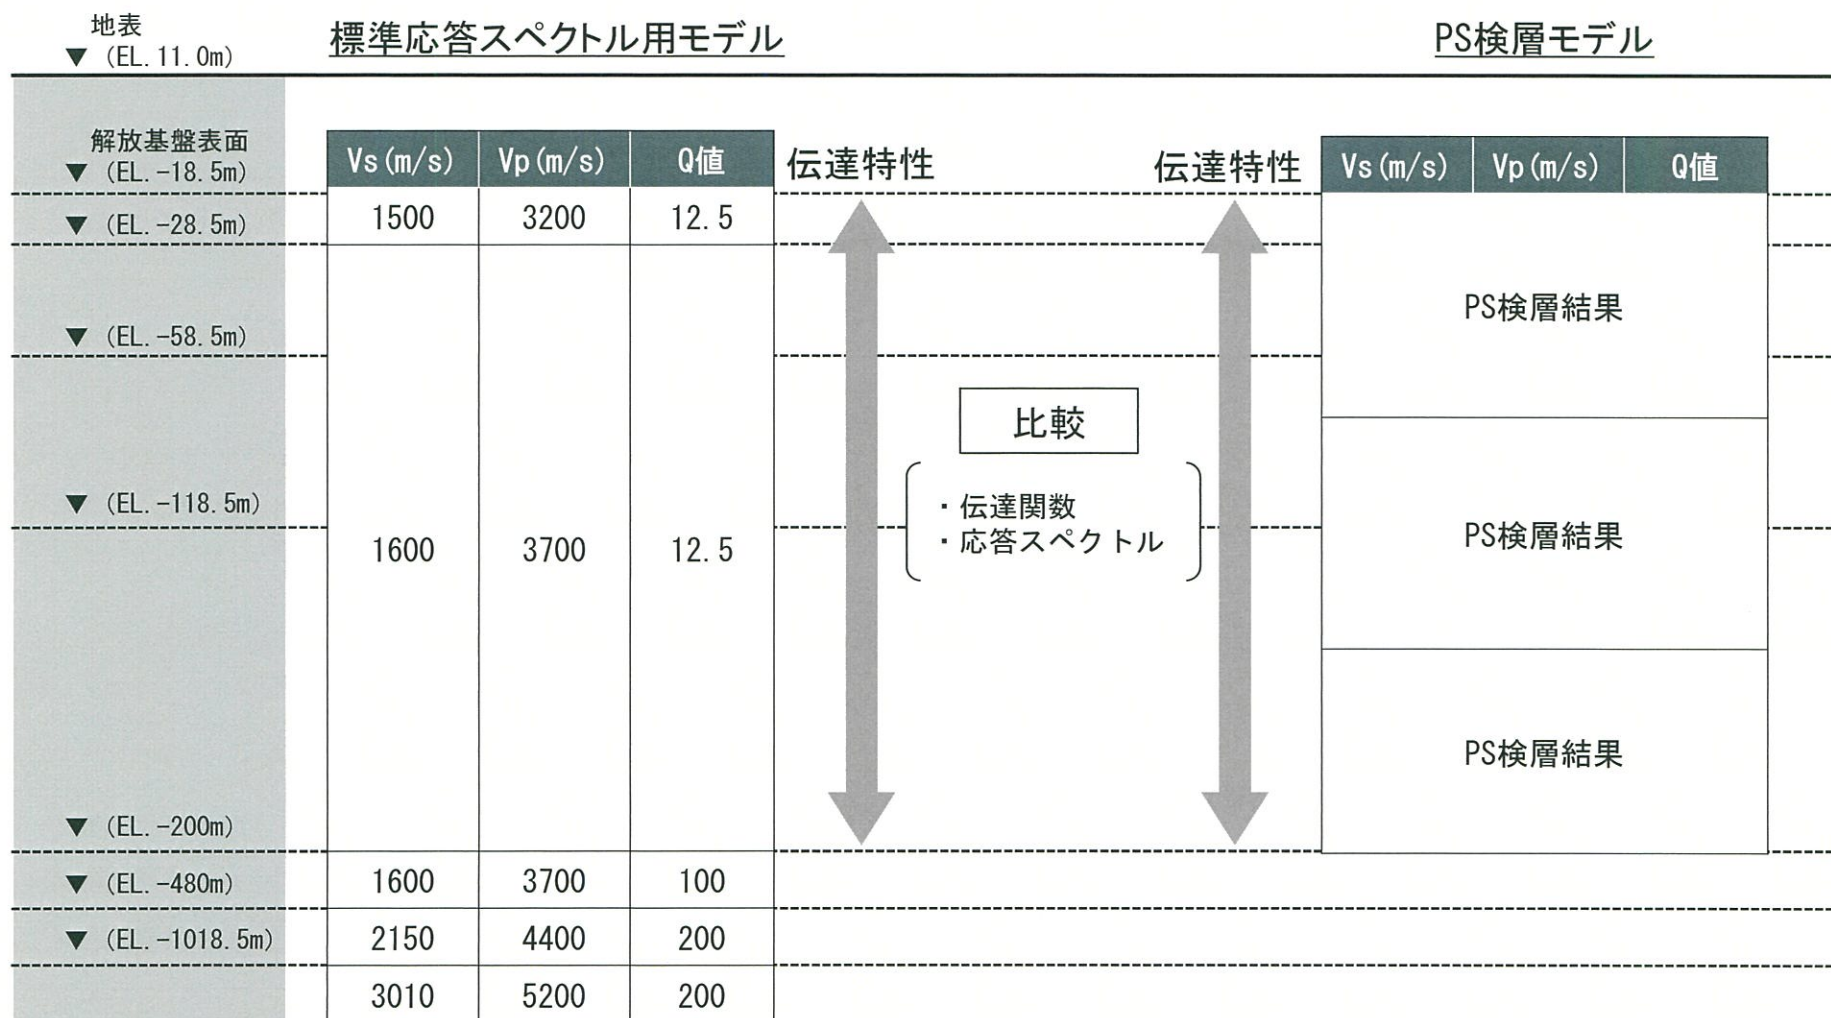 地表
▼ (EL. 11.0m)
標準応答スペクトル用モデル
PS検層モデル
解放基盤表面
▼ (EL. -18.5m)
▼ (EL. -28.5m)
▼ (EL. -58.5m)
▼ (EL. -118.5m)
▼ (EL. -200m)
▼ (EL. -480m)
▼ (EL. -1018.5m)
Vs(m/s) Vp(m/s) Q値
1500 3200 12.5
1600 3700 12.5
1600 3700 100
2150 4400 200
3010 5200 200
伝達特性
比較
・伝達関数
・応答スペクトル
伝達特性
Vs(m/s) Vp(m/s) Q値
PS検層結果
PS検層結果
PS検層結果